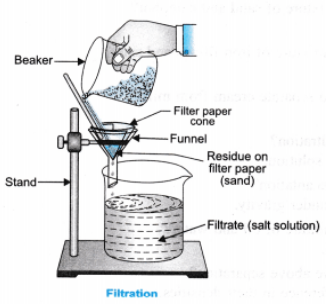 Beaker
Filter paper
cone
Funnel
Residue on
filter paper
(sand)
Stand
Filtrate (salt solution)
Filtration